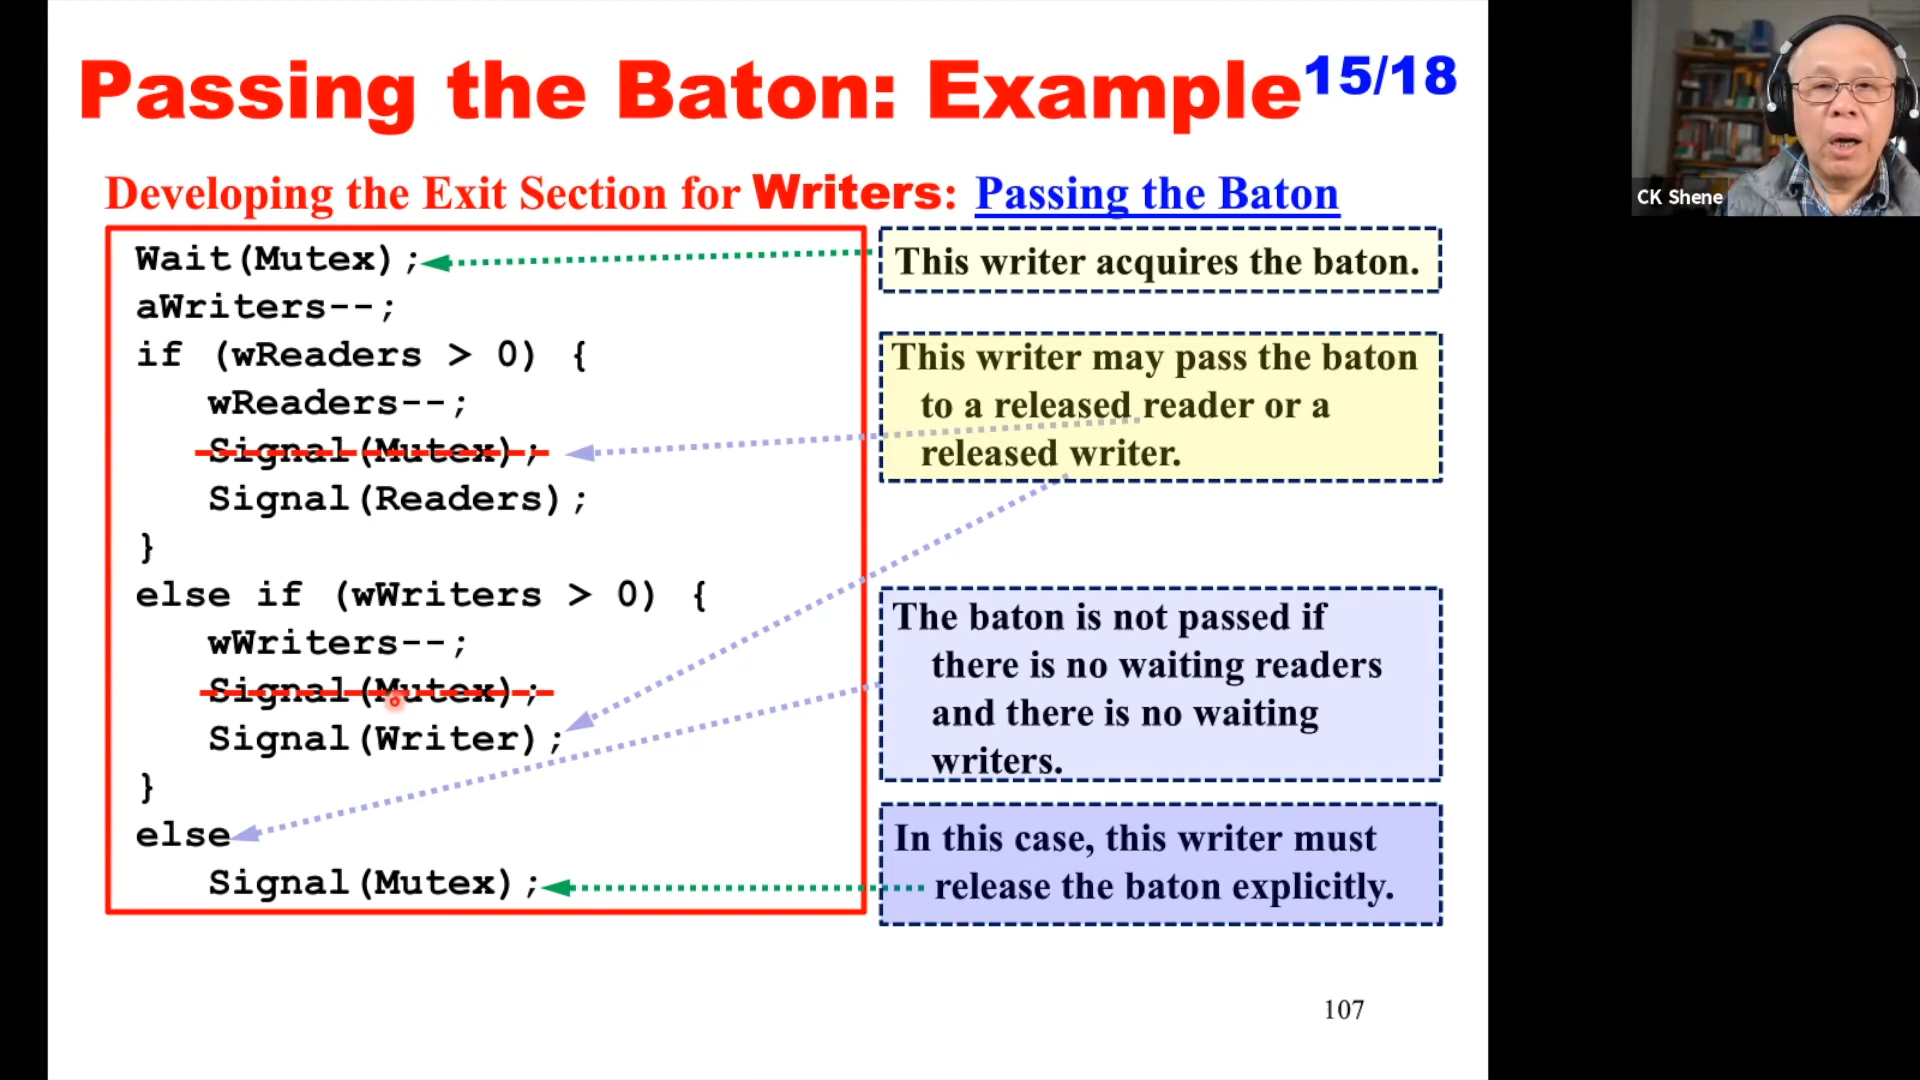 Passing the Baton: Example 15/18
Developing the Exit Section for Writers: Passing the Baton
Wait(Mutex);
aWriters--;
if (wReaders > 0) {
wReaders--;
Signal(Mutex);
Signal(Readers);
}
else if (wWriters > 0) {
wWriters--;
Signal(Mutex);
Signal(Writer);
}
else
Signal(Mutex);
This writer acquires the baton.
This writer may pass the baton
to a released reader or a
released writer.
The baton is not passed if
there is no waiting readers
and there is no waiting
writers.
In this case, this writer must
release the baton explicitly.
107
CK Shene